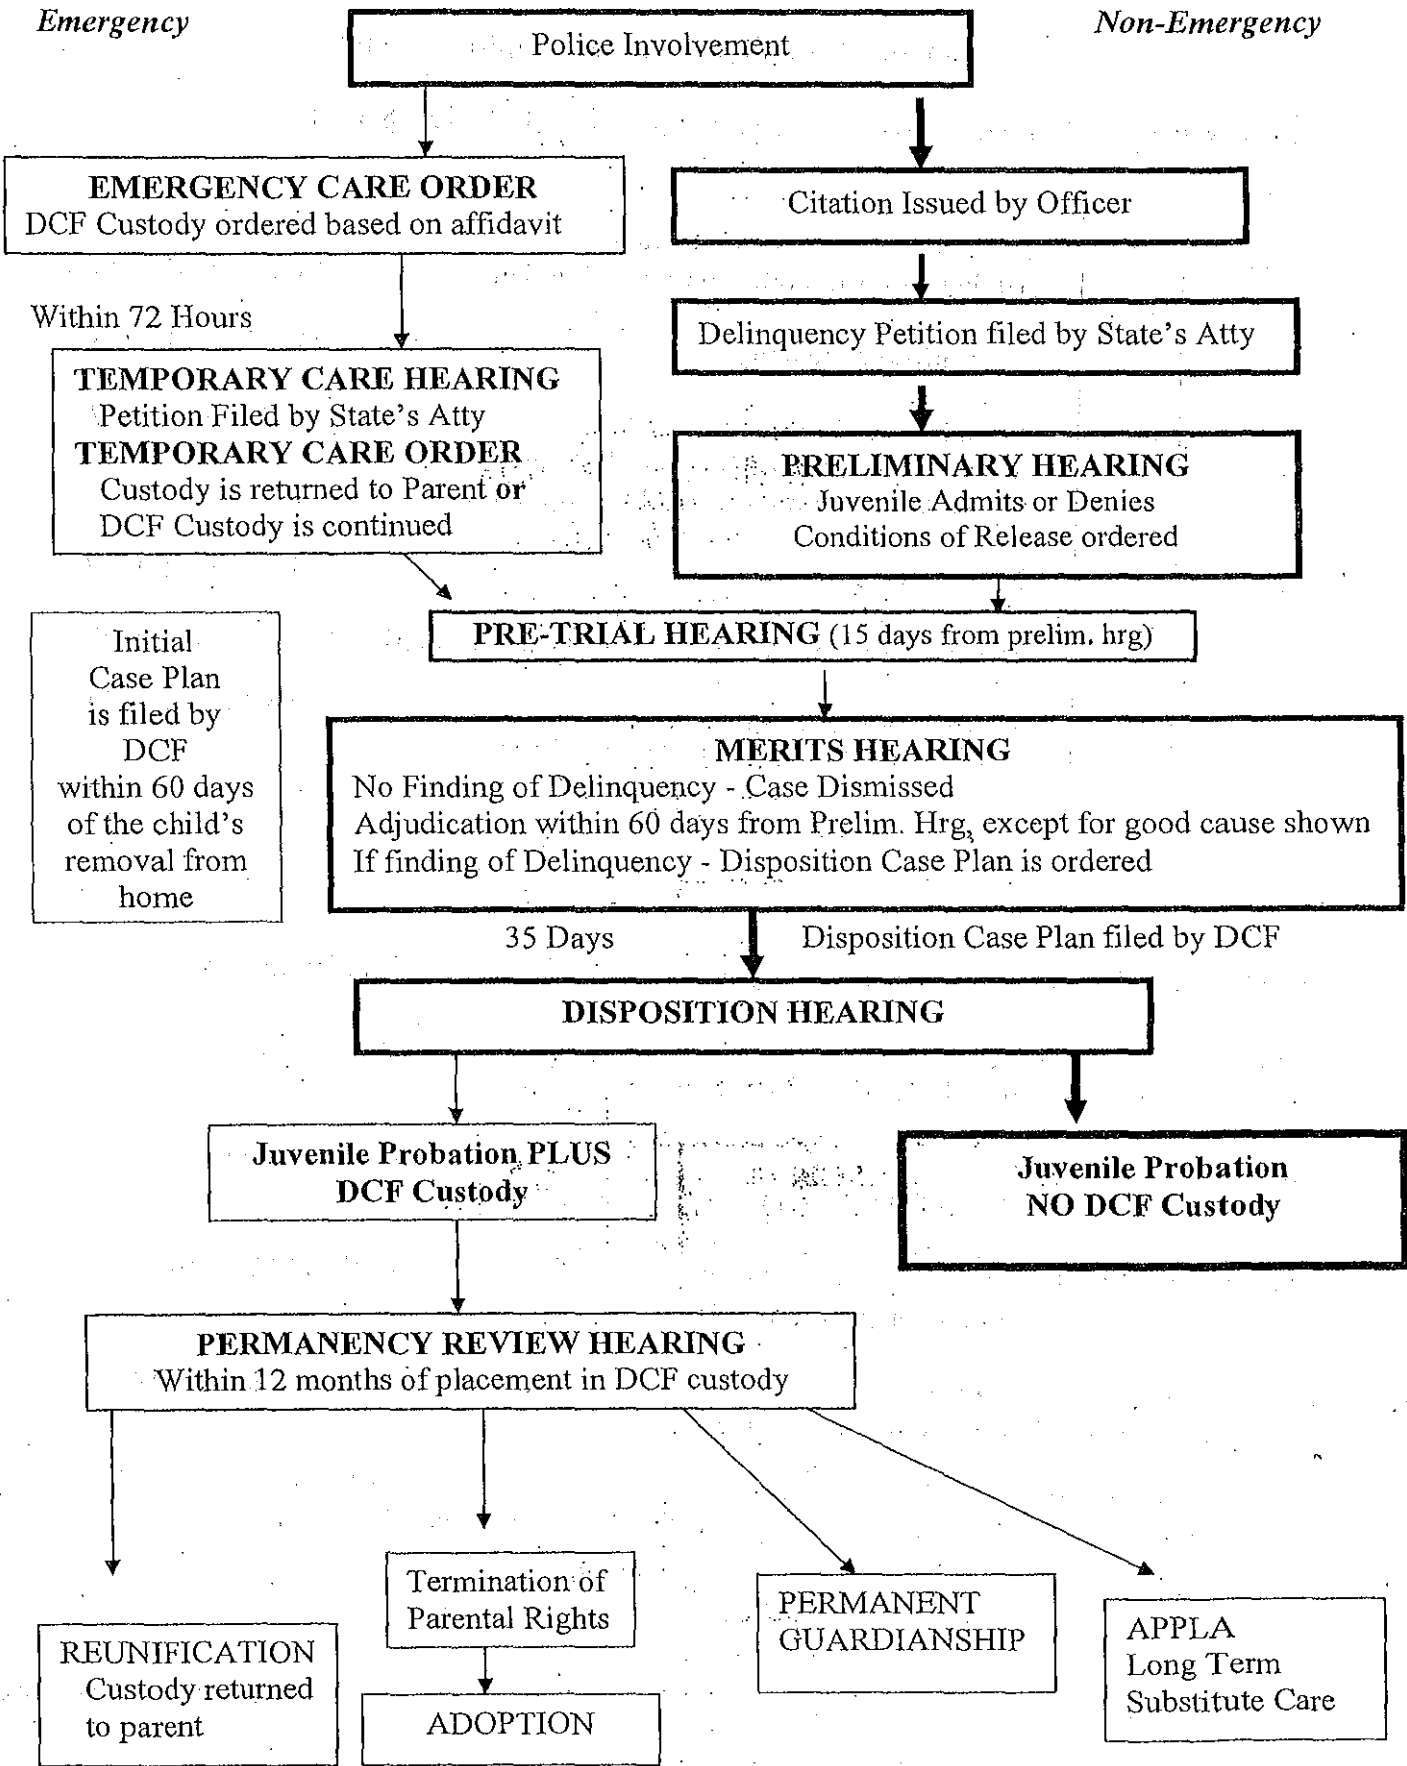 Emergency
Non-Emergency
Police Involvement
EMERGENCY CARE ORDER
DCF Custody ordered based on affidavit
Citation Issued by Officer
Within 72 Hours
Delinquency Petition filed by State's Atty
TEMPORARY CARE HEARING
Petition Filed by State's Atty
TEMPORARY CARE ORDER
Custody is returned to Parent or
DCF Custody is continued
PRELIMINARY HEARING
Juvenile Admits or Denies
Conditions of Release ordered
PRE-TRIAL HEARING (15 days from prelim. hrg)
Initial
Case Plan
is filed by
DCF
within 60 days
of the child's
removal from
home
MERITS HEARING
No Finding of Delinquency - Case Dismissed
Adjudication within 60 days from Prelim. Hrg, except for good cause shown
If finding of Delinquency - Disposition Case Plan is ordered
35 Days
Disposition Case Plan filed by DCF
DISPOSITION HEARING
Juvenile Probation PLUS
DCF Custody
Juvenile Probation
NO DCF Custody
PERMANENCY REVIEW HEARING
Within 12 months of placement in DCF custody
REUNIFICATION
Custody returned
to parent
Termination of
Parental Rights
ADOPTION
PERMANENT
GUARDIANSHIP
APPLA
Long Term
Substitute Care